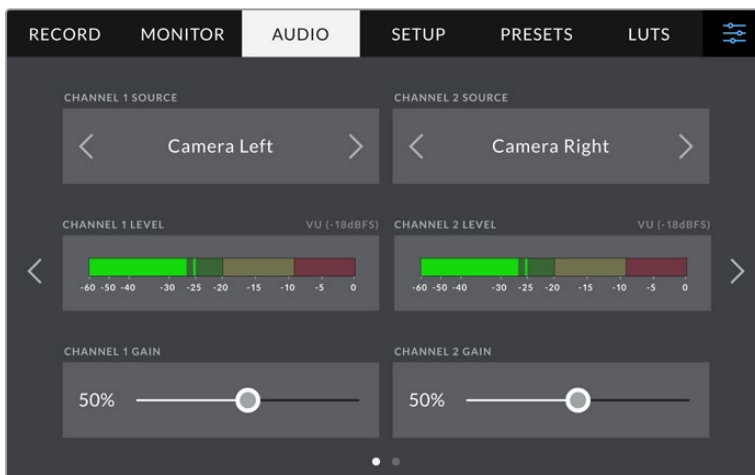 RECORD MONITOR AUDIO SETUP PRESETS LUTS
CHANNEL 1 SOURCE CHANNEL 2 SOURCE
Camera Left Camera Right
CHANNEL 1 LEVEL VU (-18dBFS) CHANNEL 2 LEVEL VU (-18dBFS)
-60 -50 -40 -30 -25 -20 -15 -10 -5 0 -60 -50 -40 -30 -25 -20 -15 -10 -5 0
CHANNEL 1 GAIN CHANNEL 2 GAIN
50% 50%